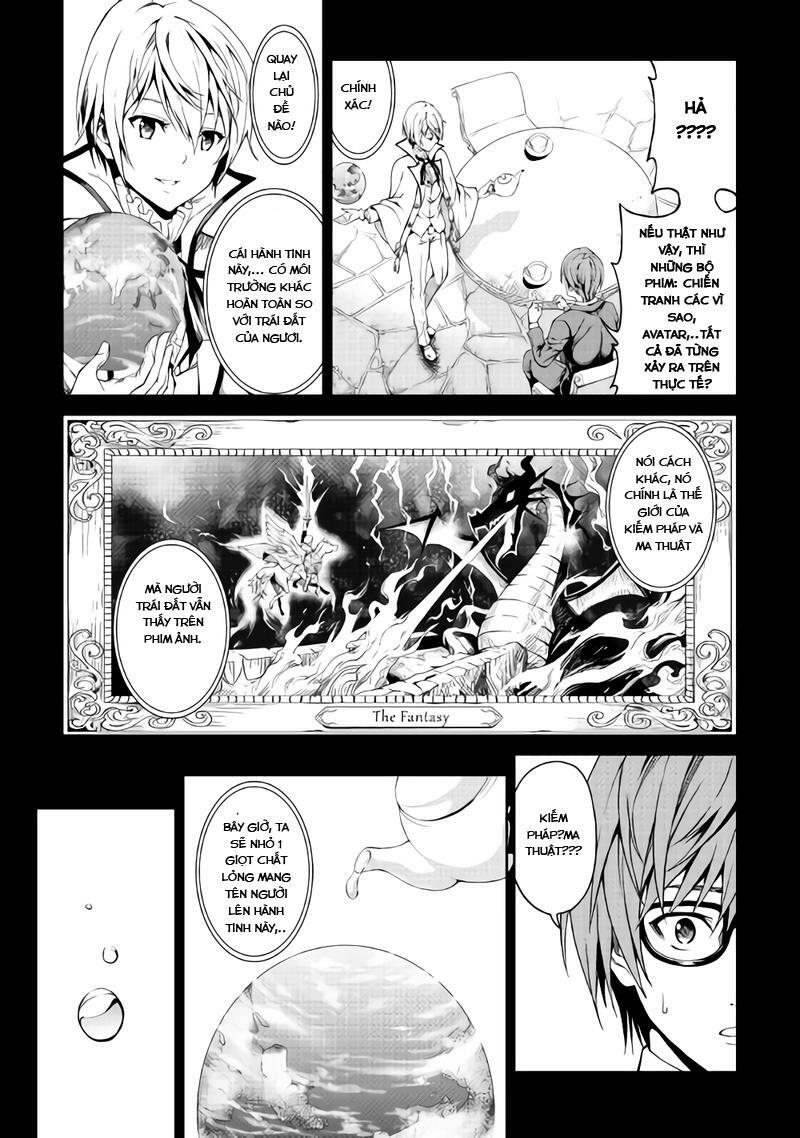 HẢ
????
NẾU THẬT NHƯ
VẬY, THÌ
NHỮNG BỘ
PHIM: CHIẾN
TRANH CÁC VÌ
SAO,
AVATAR,..TẤT
CẢ ĐÃ TỪNG
XẢY RA TRÊN
THỰC TẾ?
CHÍNH
XÁC!
QUAY
LẠI
CHỦ
ĐỀ
NÀO!
CÁI HÀNH TINH
NÀY,... CÓ MÔI
TRƯỜNG KHÁC
HOÀN TOÀN SO
VỚI TRÁI ĐẤT
CỦA NGƯƠI.
NÓI CÁCH
KHÁC, NÓ
CHÍNH LÀ THẾ
GIỚI CỦA
KIẾM PHÁP VÀ
MA THUẬT
MÀ NGƯỜI
TRÁI ĐẤT VẪN
THẤY TRÊN
PHIM ẢNH.
The Fantasy
KIẾM
PHÁP?MA
THUẬT???
BÂY GIỜ, TA
SẼ NHỎ 1
GIỌT CHẤT
LỎNG MANG
TÊN NGƯỜI
LÊN HÀNH
TINH NÀY,..